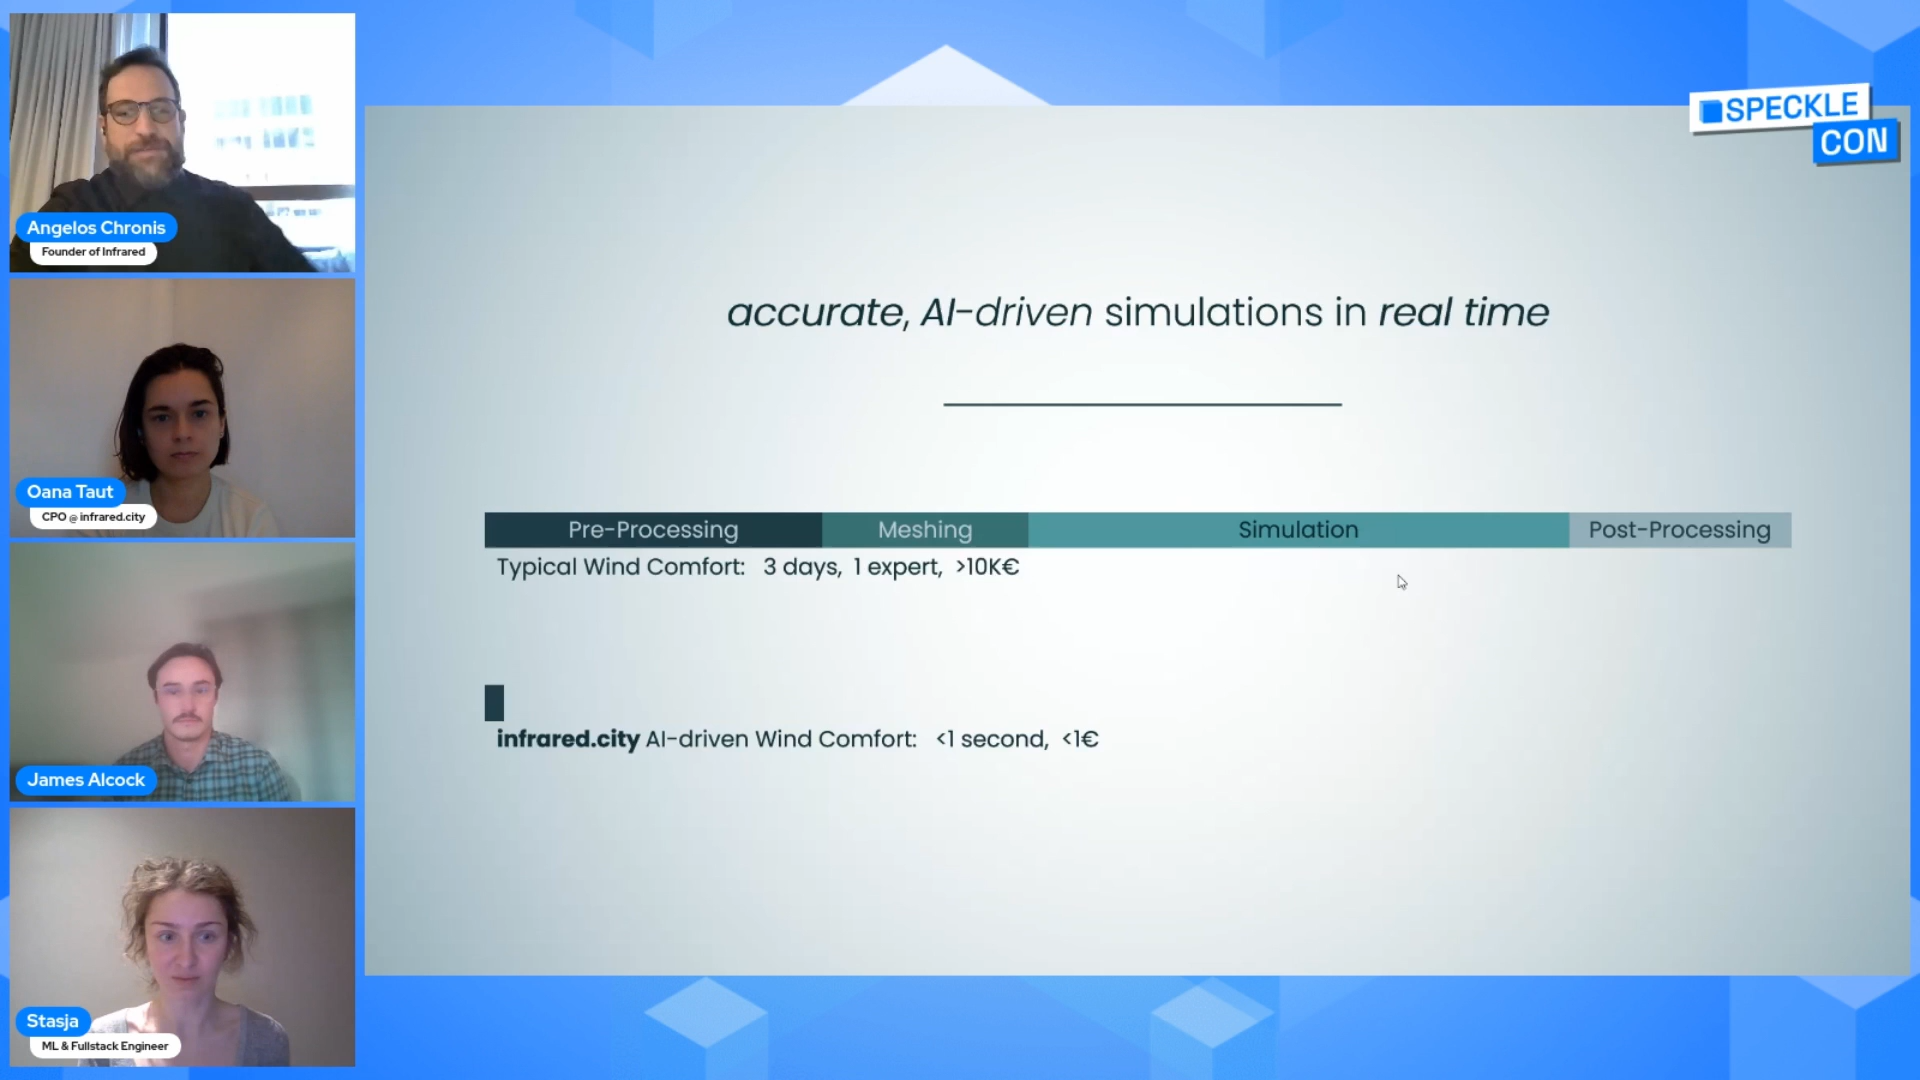 Angelos Chronis
Founder of Infrared
Oana Taut
CPO @ infrared.city
James Alcock
Stasja
ML & Fullstack Engineer
SPECKLE
CON
accurate, AI-driven simulations in real time
Pre-Processing Meshing Simulation Post-Processing
Typical Wind Comfort: 3 days, 1 expert, >10K€
infrared.city AI-driven Wind Comfort: <1 second, <1€